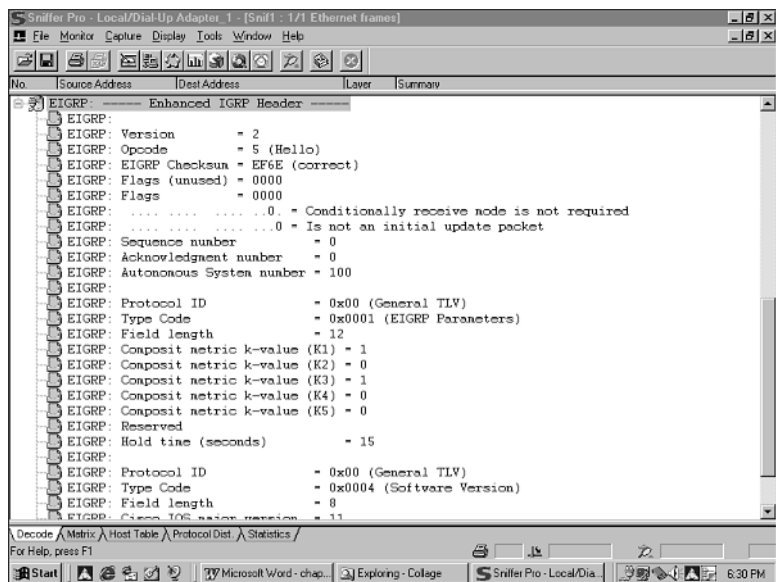 Sniffer Pro - Local/Dial-Up Adapter_1 - [Snif1 : 1/1 Ethernet frames]
File Monitor Capture Display Tools Window Help
No. Source Address Dest Address Layer Summary
EIGRP: ----- Enhanced IGRP Header -----
EIGRP:
EIGRP: Version = 2
EIGRP: Opcode = 5 (Hello)
EIGRP: EIGRP Checksum = EF6E (correct)
EIGRP: Flags (unused) = 0000
EIGRP: Flags = 0000
EIGRP: .... .... .... ..0. = Conditionally receive mode is not required
EIGRP: .... .... .... ...0 = Is not an initial update packet
EIGRP: Sequence number = 0
EIGRP: Acknowledgment number = 0
EIGRP: Autonomous System number = 100
EIGRP:
EIGRP: Protocol ID = 0x00 (General TLV)
EIGRP: Type Code = 0x0001 (EIGRP Parameters)
EIGRP: Field length = 12
EIGRP: Composit metric k-value (K1) = 1
EIGRP: Composit metric k-value (K2) = 0
EIGRP: Composit metric k-value (K3) = 1
EIGRP: Composit metric k-value (K4) = 0
EIGRP: Composit metric k-value (K5) = 0
EIGRP: Reserved
EIGRP: Hold time (seconds) = 15
EIGRP:
EIGRP: Protocol ID = 0x00 (General TLV)
EIGRP: Type Code = 0x0004 (Software Version)
EIGRP: Field length = 8
EIGRP: Cisco IOS major version = 11
Decode Matrix Host Table Protocol Dist. Statistics
For Help, press F1
Start Microsoft Word - chap... Exploring - Collage Sniffer Pro - Local/Dia... 6:30 PM